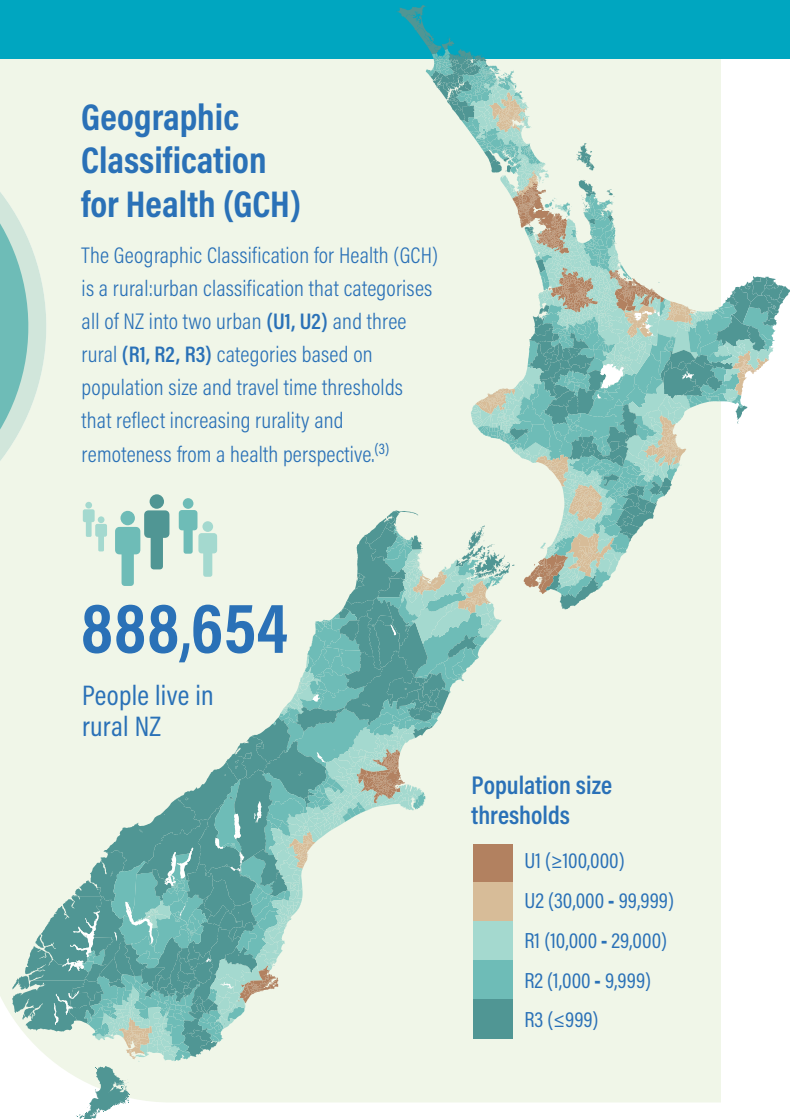 Geographic
Classification
for Health (GCH)
The Geographic Classification for Health (GCH)
is a rural:urban classification that categorises
all of NZ into two urban (U1, U2) and three
rural (R1, R2, R3) categories based on
population size and travel time thresholds
that reflect increasing rurality and
remoteness from a health perspective.(3)
888,654
People live in
rural NZ
Population size
thresholds
U1 (≥100,000)
U2 (30,000 - 99,999)
R1 (10,000 - 29,000)
R2 (1,000 - 9,999)
R3 (≤999)